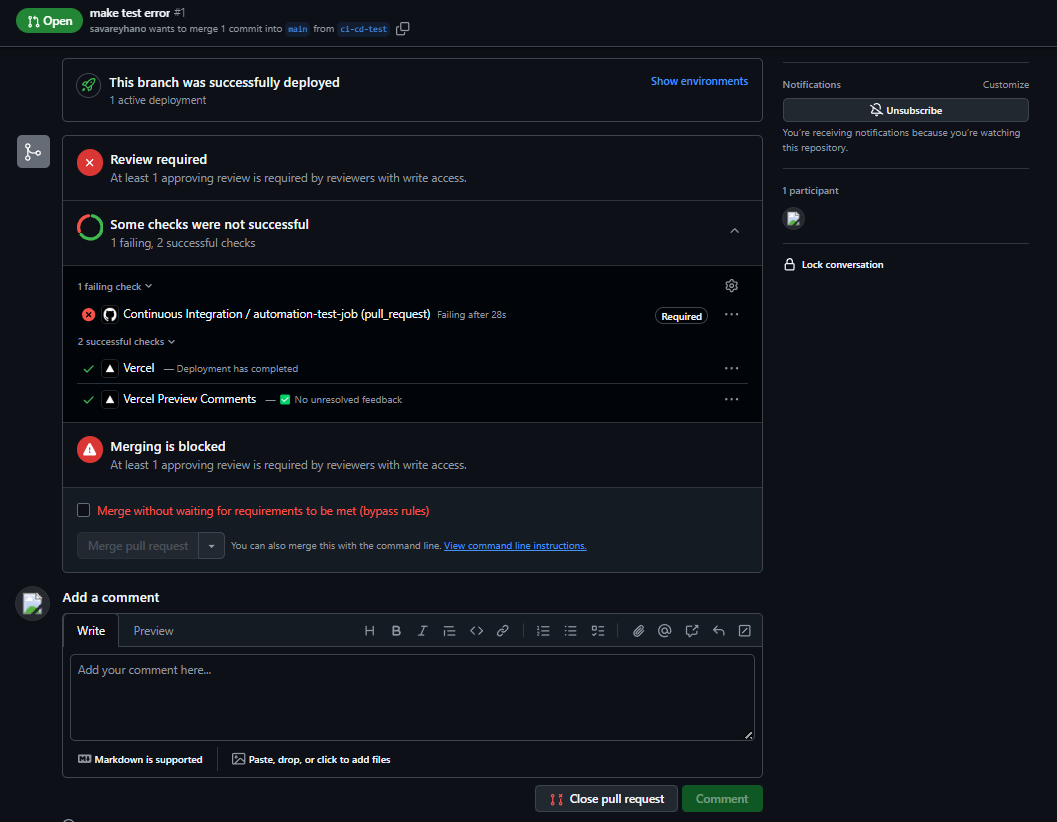 Open
make test error #1
savareyhano wants to merge 1 commit into main from ci-cd-test
This branch was successfully deployed
1 active deployment
Show environments
Review required
At least 1 approving review is required by reviewers with write access.
Some checks were not successful
1 failing, 2 successful checks
1 failing check
Continuous Integration / automation-test-job (pull_request) Failing after 28s
Required
2 successful checks
Vercel — Deployment has completed
Vercel Preview Comments — ✅ No unresolved feedback
Merging is blocked
At least 1 approving review is required by reviewers with write access.
Merge without waiting for requirements to be met (bypass rules)
Merge pull request
You can also merge this with the command line. View command line instructions.
Add a comment
Write
Preview
Add your comment here...
Markdown is supported
Paste, drop, or click to add files
Close pull request
Comment
Notifications
Customize
Unsubscribe
You're receiving notifications because you're watching
this repository.
1 participant
Lock conversation